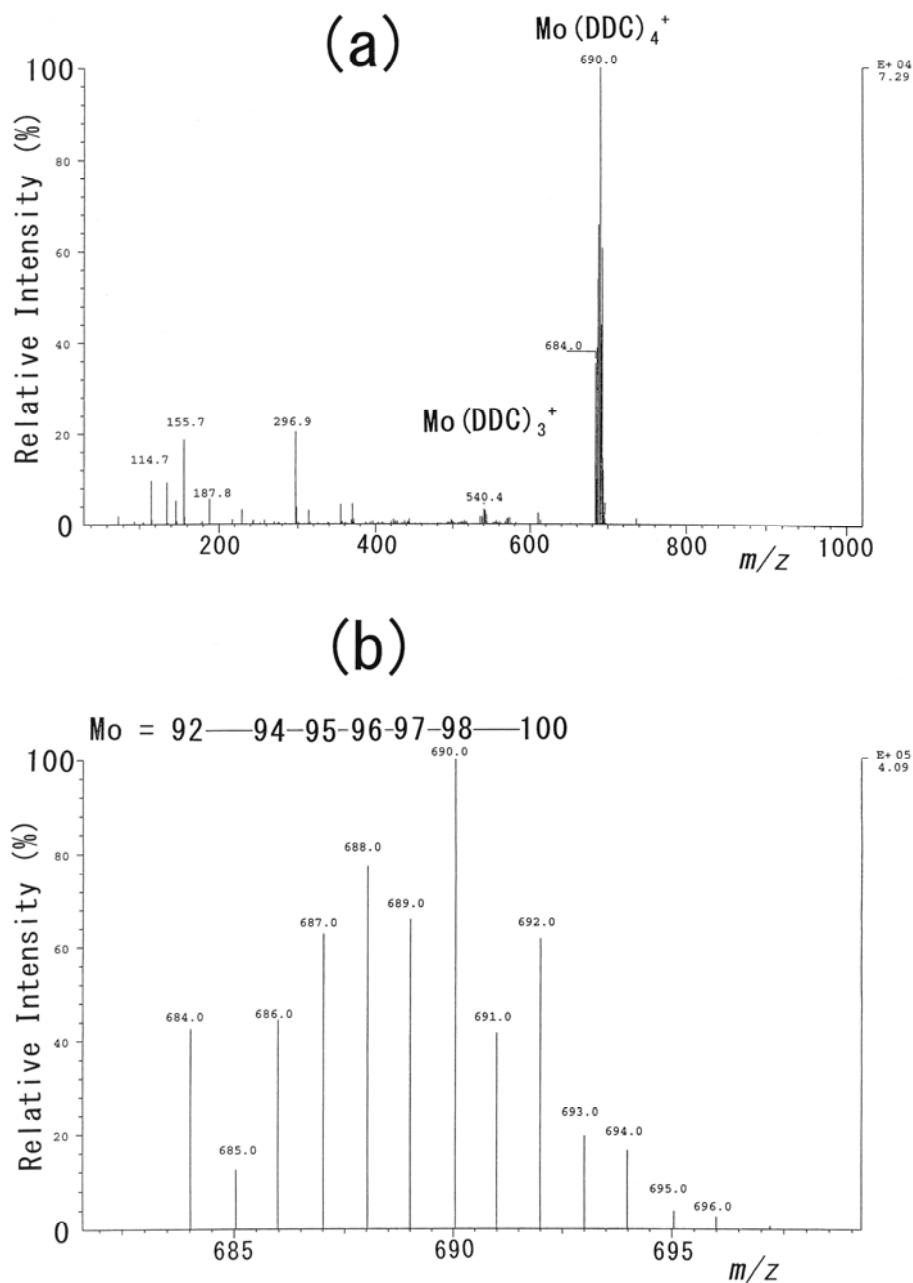 (a)
Mo(DDC)₄⁺
690.0
E+04
7.29
100
80
60
40
20
0
Relative Intensity (%)
684.0
Mo(DDC)₃⁺
155.7
296.9
114.7
187.8
540.4
200 400 600 800 1000
m/z
(b)
Mo = 92——94—95—96—97—98——100
690.0
E+05
4.09
100
80
60
40
20
0
Relative Intensity (%)
688.0
687.0
689.0
692.0
684.0
686.0
691.0
685.0
693.0
694.0
695.0
696.0
685 690 695
m/z